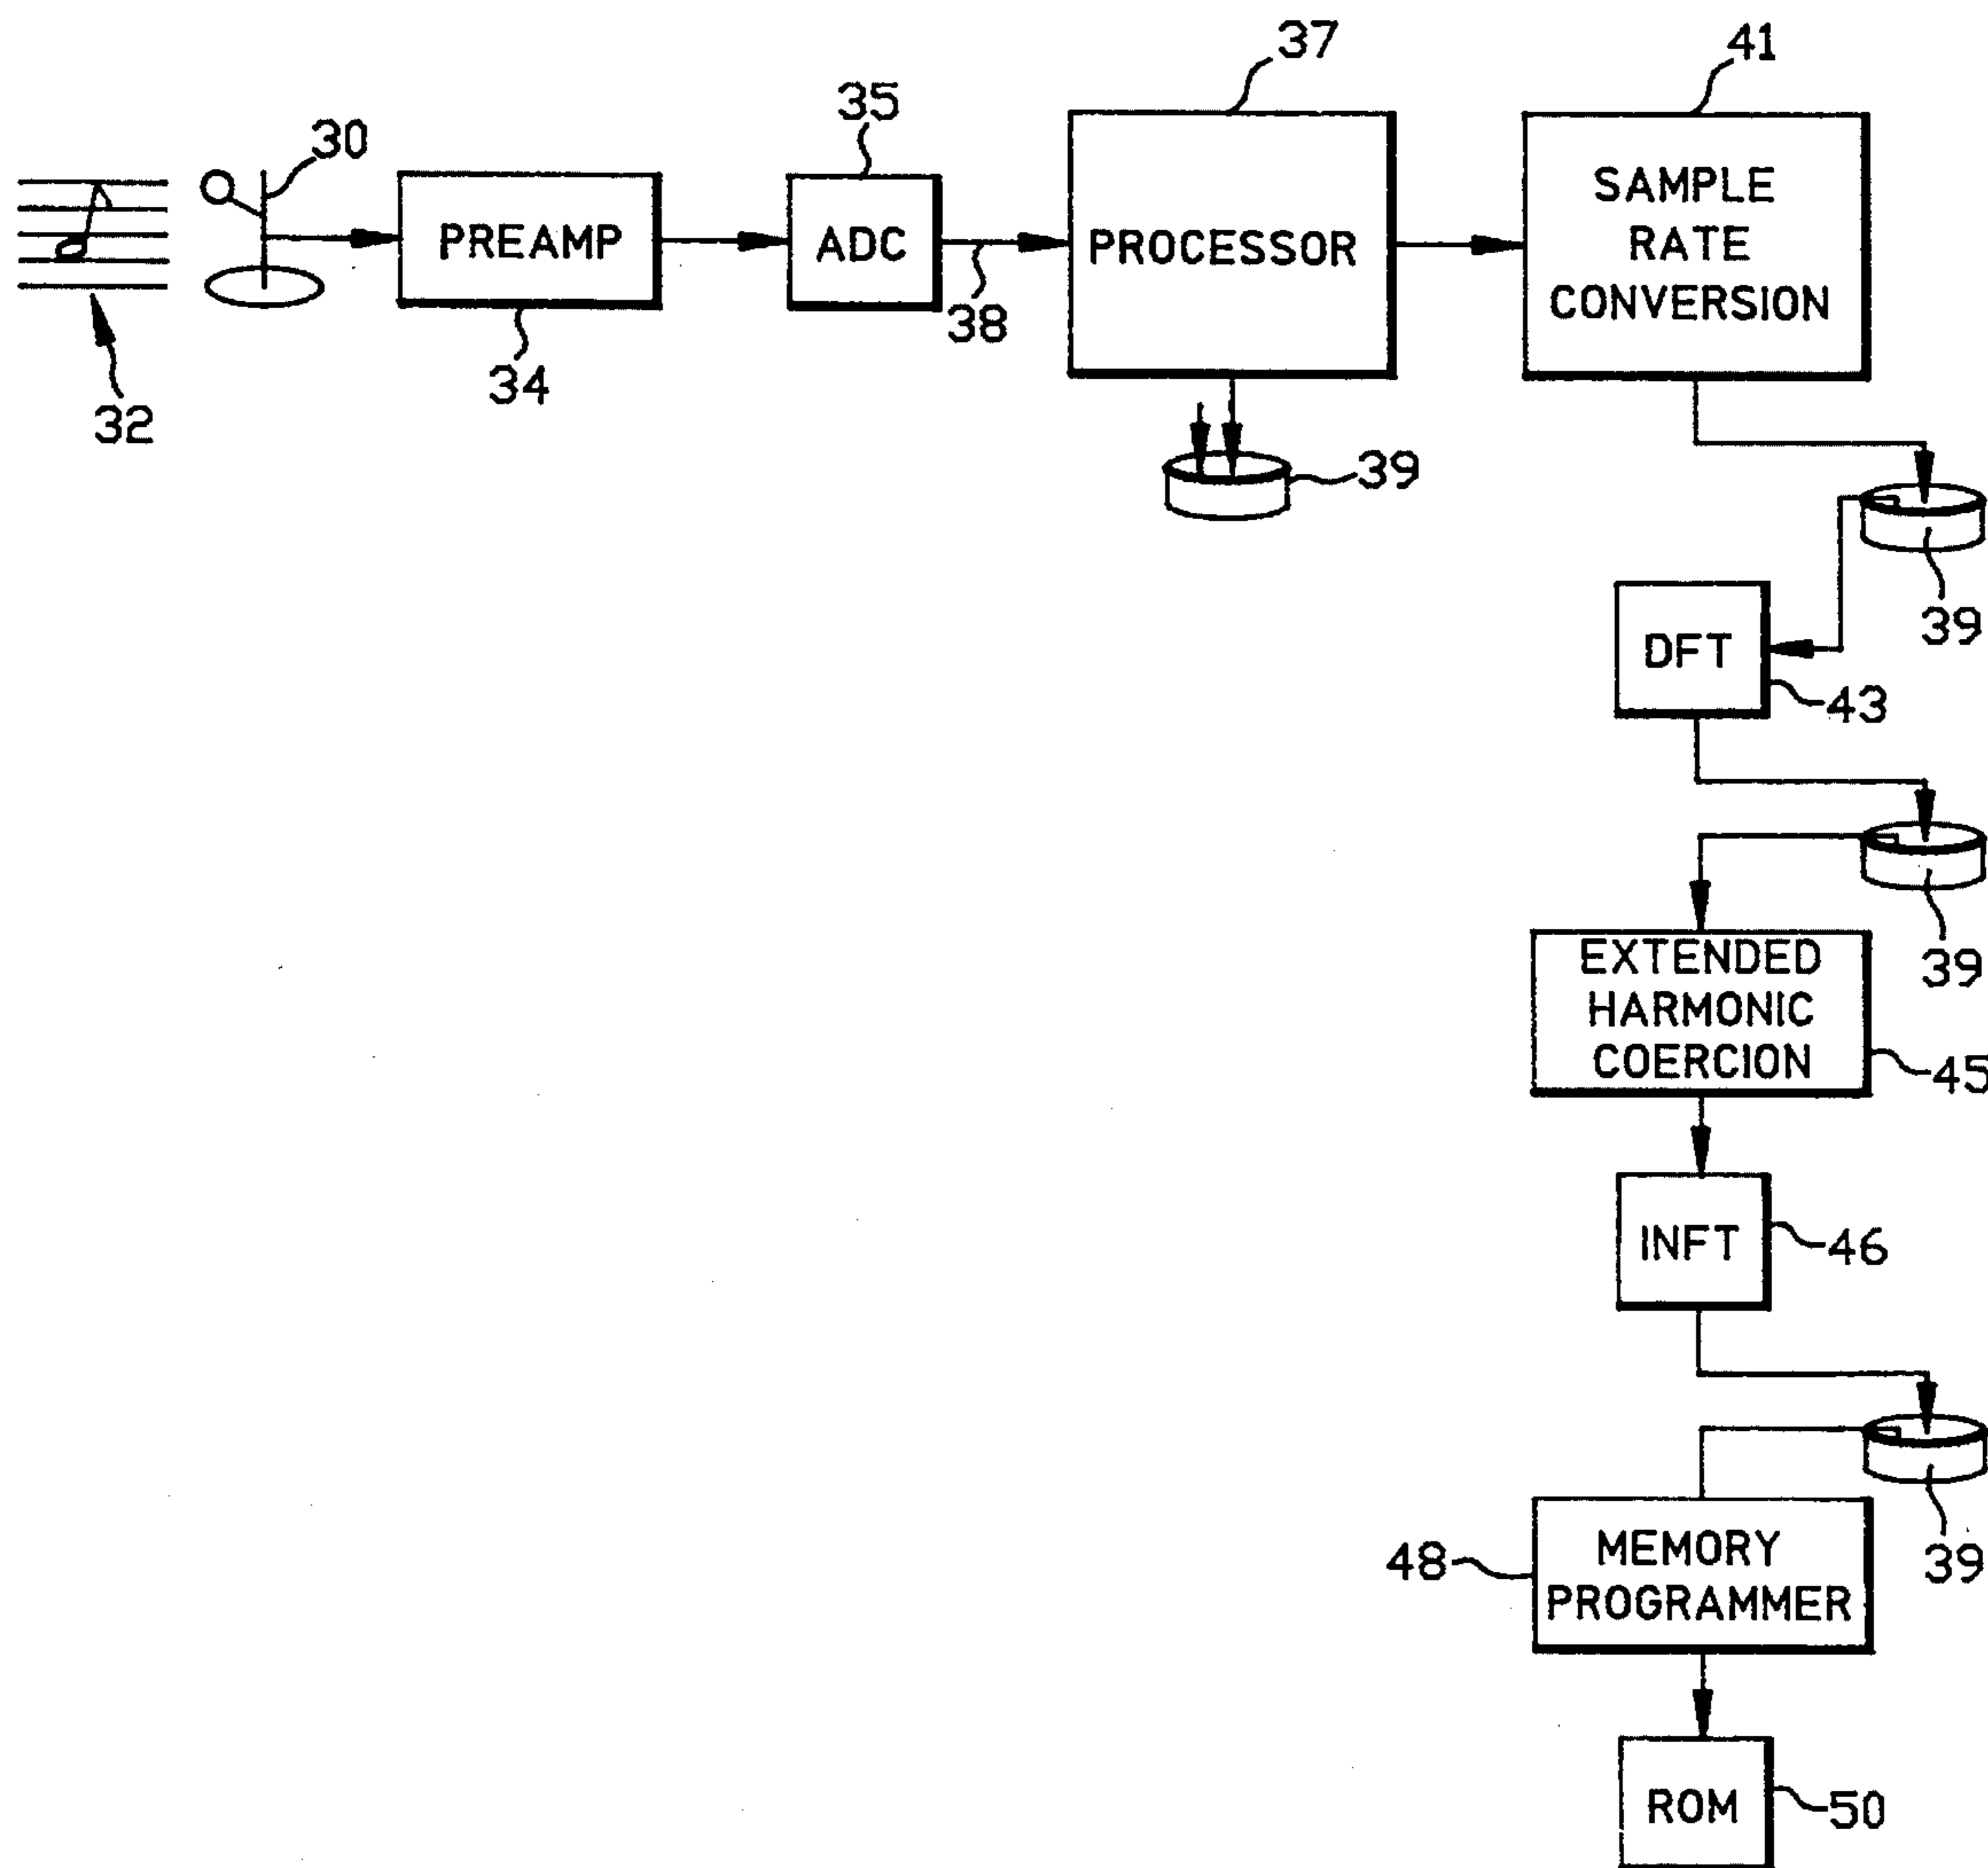 37
41
35
30
PREAMP
ADC
PROCESSOR
SAMPLE
RATE
CONVERSION
38
34
32
39
39
DFT
43
39
EXTENDED
HARMONIC
COERCION
45
INFT
46
48
MEMORY
PROGRAMMER
39
ROM
50